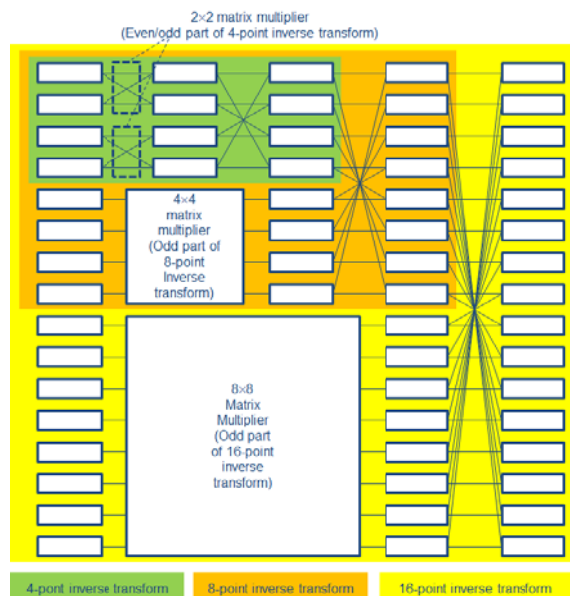 2×2 matrix multiplier
(Even/odd part of 4-point inverse transform)
4×4
matrix
multiplier
(Odd part of
8-point
Inverse
transform)
8×8
Matrix
Multiplier
(Odd part
of 16-point
inverse
transform)
4-pont inverse transform
8-point inverse transform
16-point inverse transform